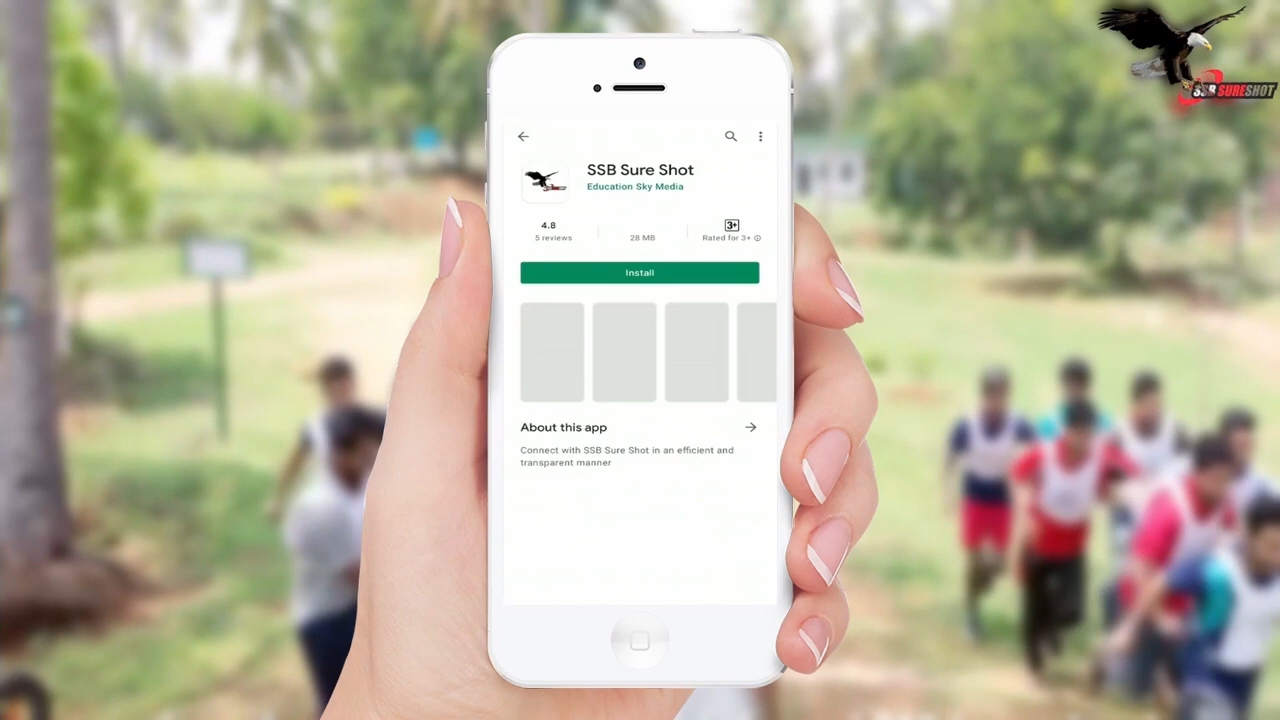 SSB SURESHOT
SSB Sure Shot
Education Sky Media
4.8
5 reviews
28 MB
3+
Rated for 3+
Install
About this app
Connect with SSB Sure Shot in an efficient and
transparent manner